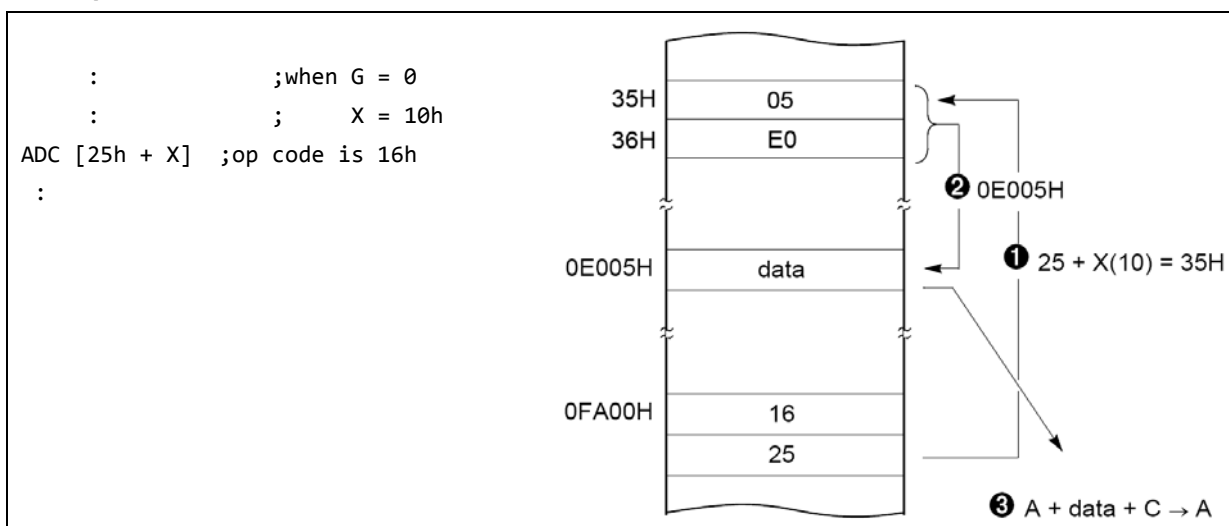 : ;when G = 0
: ; X = 10h
ADC [25h + X] ;op code is 16h
:
35H 05
36H E0
❷ 0E005H
0E005H data
❶ 25 + X(10) = 35H
0FA00H 16
25
❸ A + data + C → A